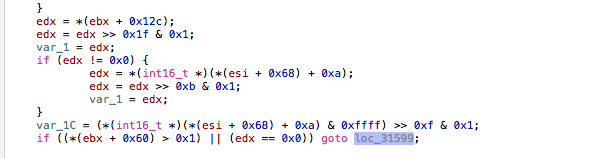 }
edx = *(ebx + 0x12c);
edx = edx >> 0x1f & 0x1;
var_1 = edx;
if (edx != 0x0) {
edx = *(int16_t *)(*(esi + 0x68) + 0xa);
edx = edx >> 0xb & 0x1;
var_1 = edx;
}
var_1C = (*(int16_t *)(*(esi + 0x68) + 0xa) & 0xffff) >> 0xf & 0x1;
if ((*(ebx + 0x60) > 0x1) || (edx == 0x0)) goto loc_31599;